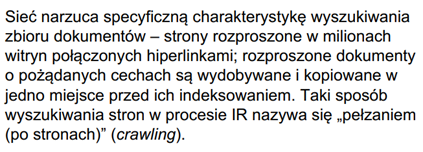 Sieć narzuca specyficzną charakterystykę wyszukiwania
zbioru dokumentów – strony rozproszone w milionach
witryn połączonych hiperlinkami; rozproszone dokumenty
o pożądanych cechach są wydobywane i kopiowane w
jedno miejsce przed ich indeksowaniem. Taki sposób
wyszukiwania stron w procesie IR nazywa się „pełzaniem
(po stronach)” (crawling).